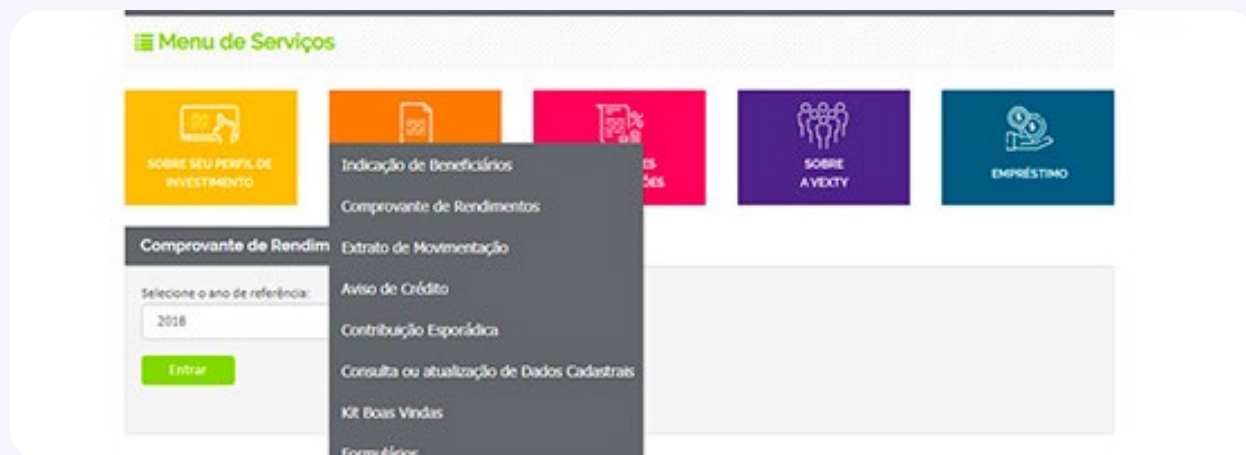 Menu de Serviços
SOBRE SEU PERFIL DE
INVESTIMENTO
SOBRE
A VEXTY
EMPRÉSTIMO
Indicação de Beneficiários
Comprovante de Rendimentos
Extrato de Movimentação
Aviso de Crédito
Contribuição Esporádica
Consulta ou atualização de Dados Cadastrais
Kit Boas Vindas
Formulários
Comprovante de Rendim
Selecione o ano de referência:
2018
Entrar